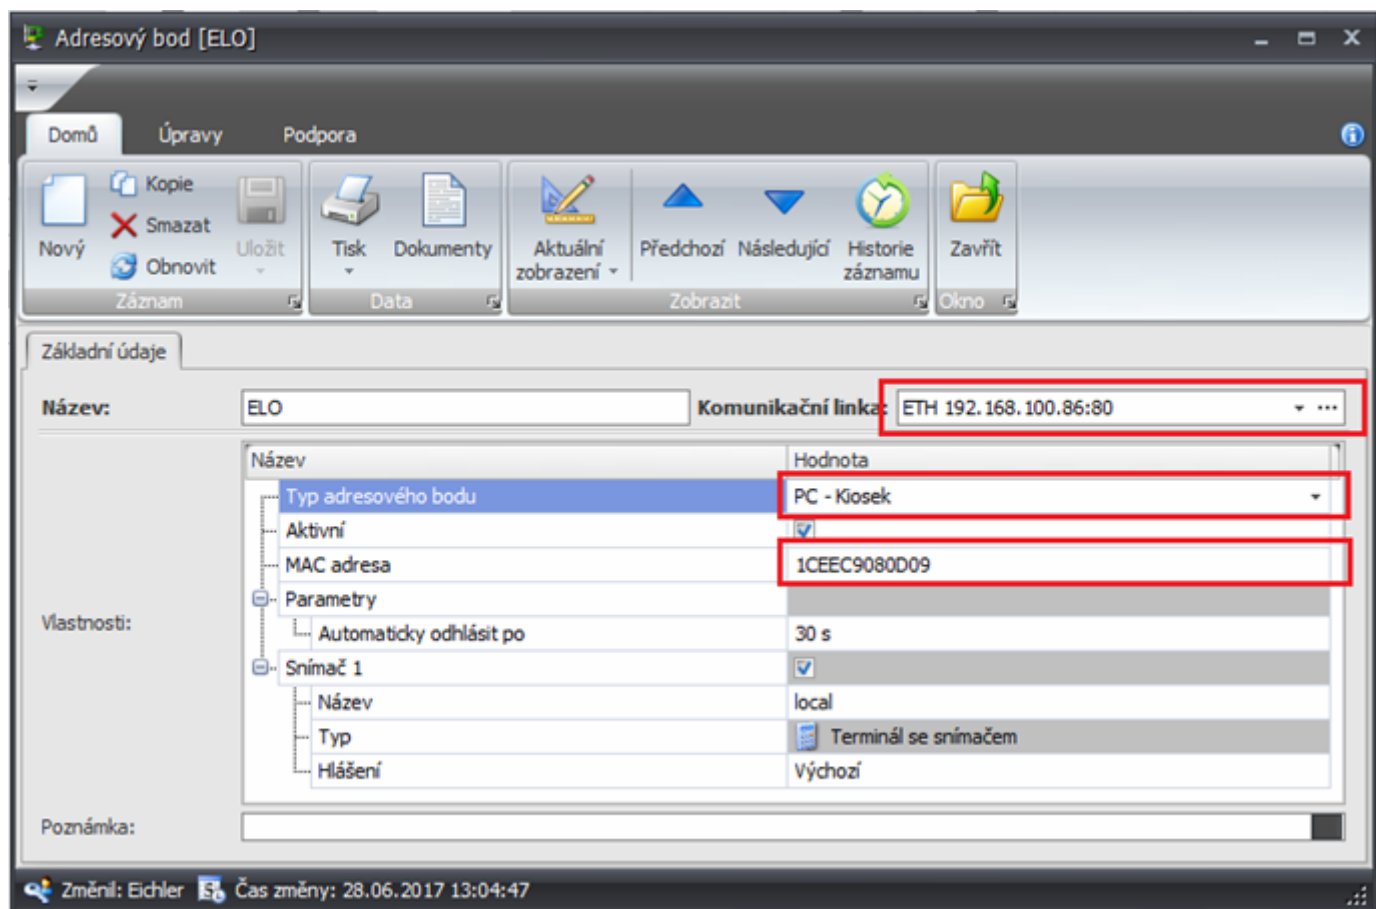 Adresový bod [ELO]
Domů Úpravy Podpora
Nový
Kopie
Smazat
Obnovit
Uložit
Tisk
Dokumenty
Aktuální
zobrazení
Předchozí
Následující
Historie
záznamu
Zavřít
Záznam
Data
Zobrazit
Okno
Základní údaje
Název: ELO Komunikační linka: ETH 192.168.100.86:80
Název Hodnota
Typ adresového bodu PC - Kiosek
Aktivní
MAC adresa 1CEEC9080D09
Parametry
Vlastnosti:
Automaticky odhlásit po 30 s
Snímač 1
Název local
Typ Terminál se snímačem
Hlášení Výchozí
Poznámka:
Změnil: Eichler Čas změny: 28.06.2017 13:04:47